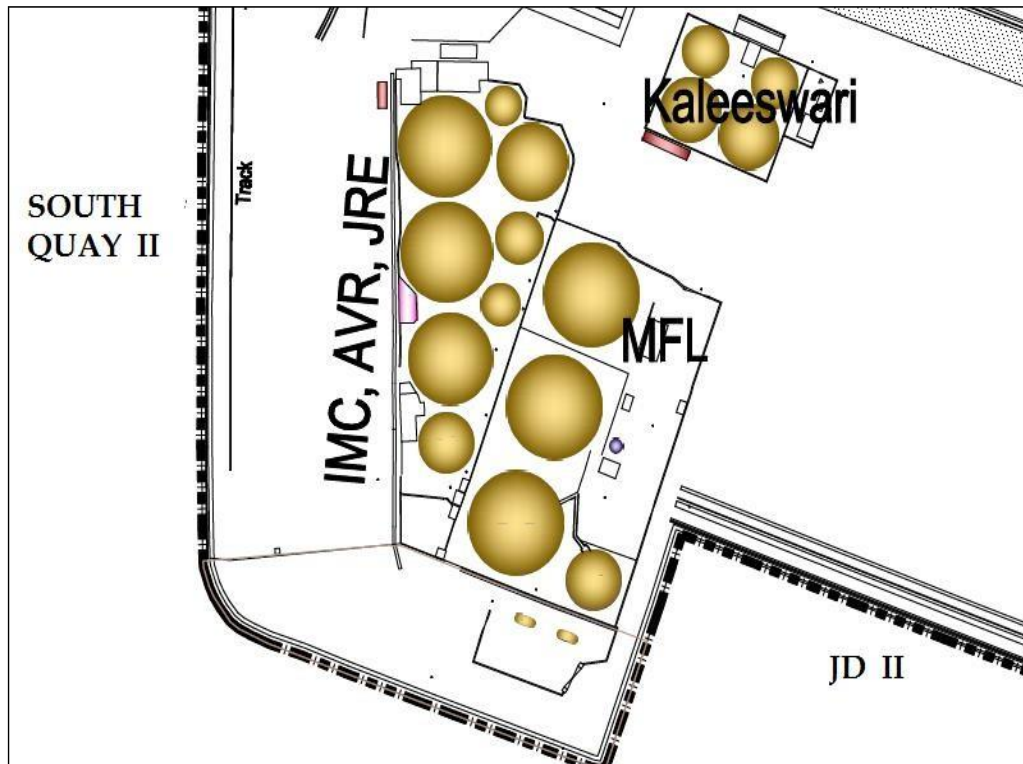 Kaleeswari
Track
SOUTH
QUAY II
IMC, AVR, JRE
MFL
JD II